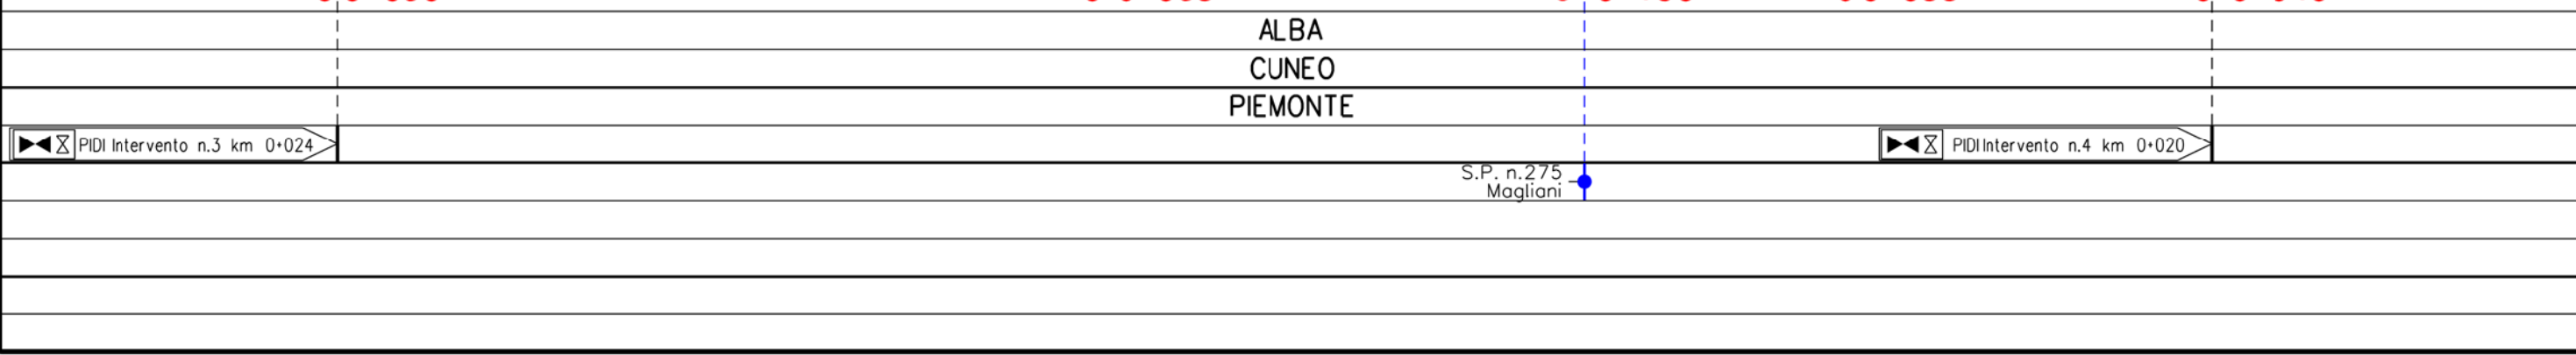 ALBA
CUNEO
PIEMONTE
PIDI Intervento n.3 km 0+024
PIDI Intervento n.4 km 0+020
S.P. n.275
Magliani